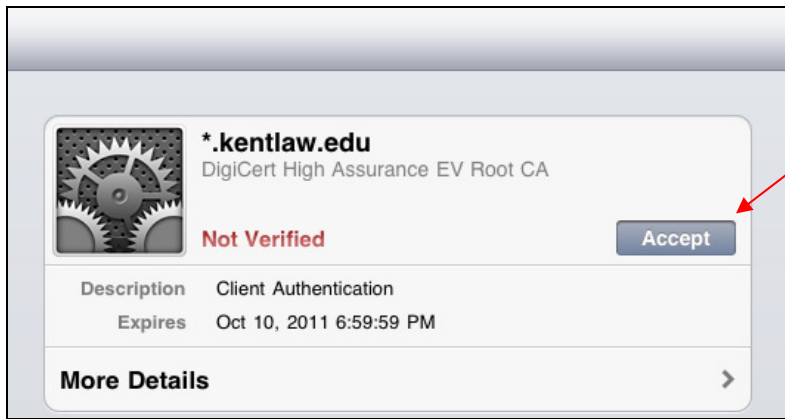 *.kentlaw.edu
DigiCert High Assurance EV Root CA
Not Verified
Accept
Description Client Authentication
Expires Oct 10, 2011 6:59:59 PM
More Details